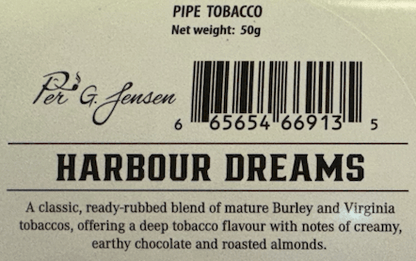 PIPE TOBACCO
Net weight: 50g
Per G. Jensen
6 65654 66913 5
HARBOUR DREAMS
A classic, ready-rubbed blend of mature Burley and Virginia
tobaccos, offering a deep tobacco flavour with notes of creamy,
earthy chocolate and roasted almonds.